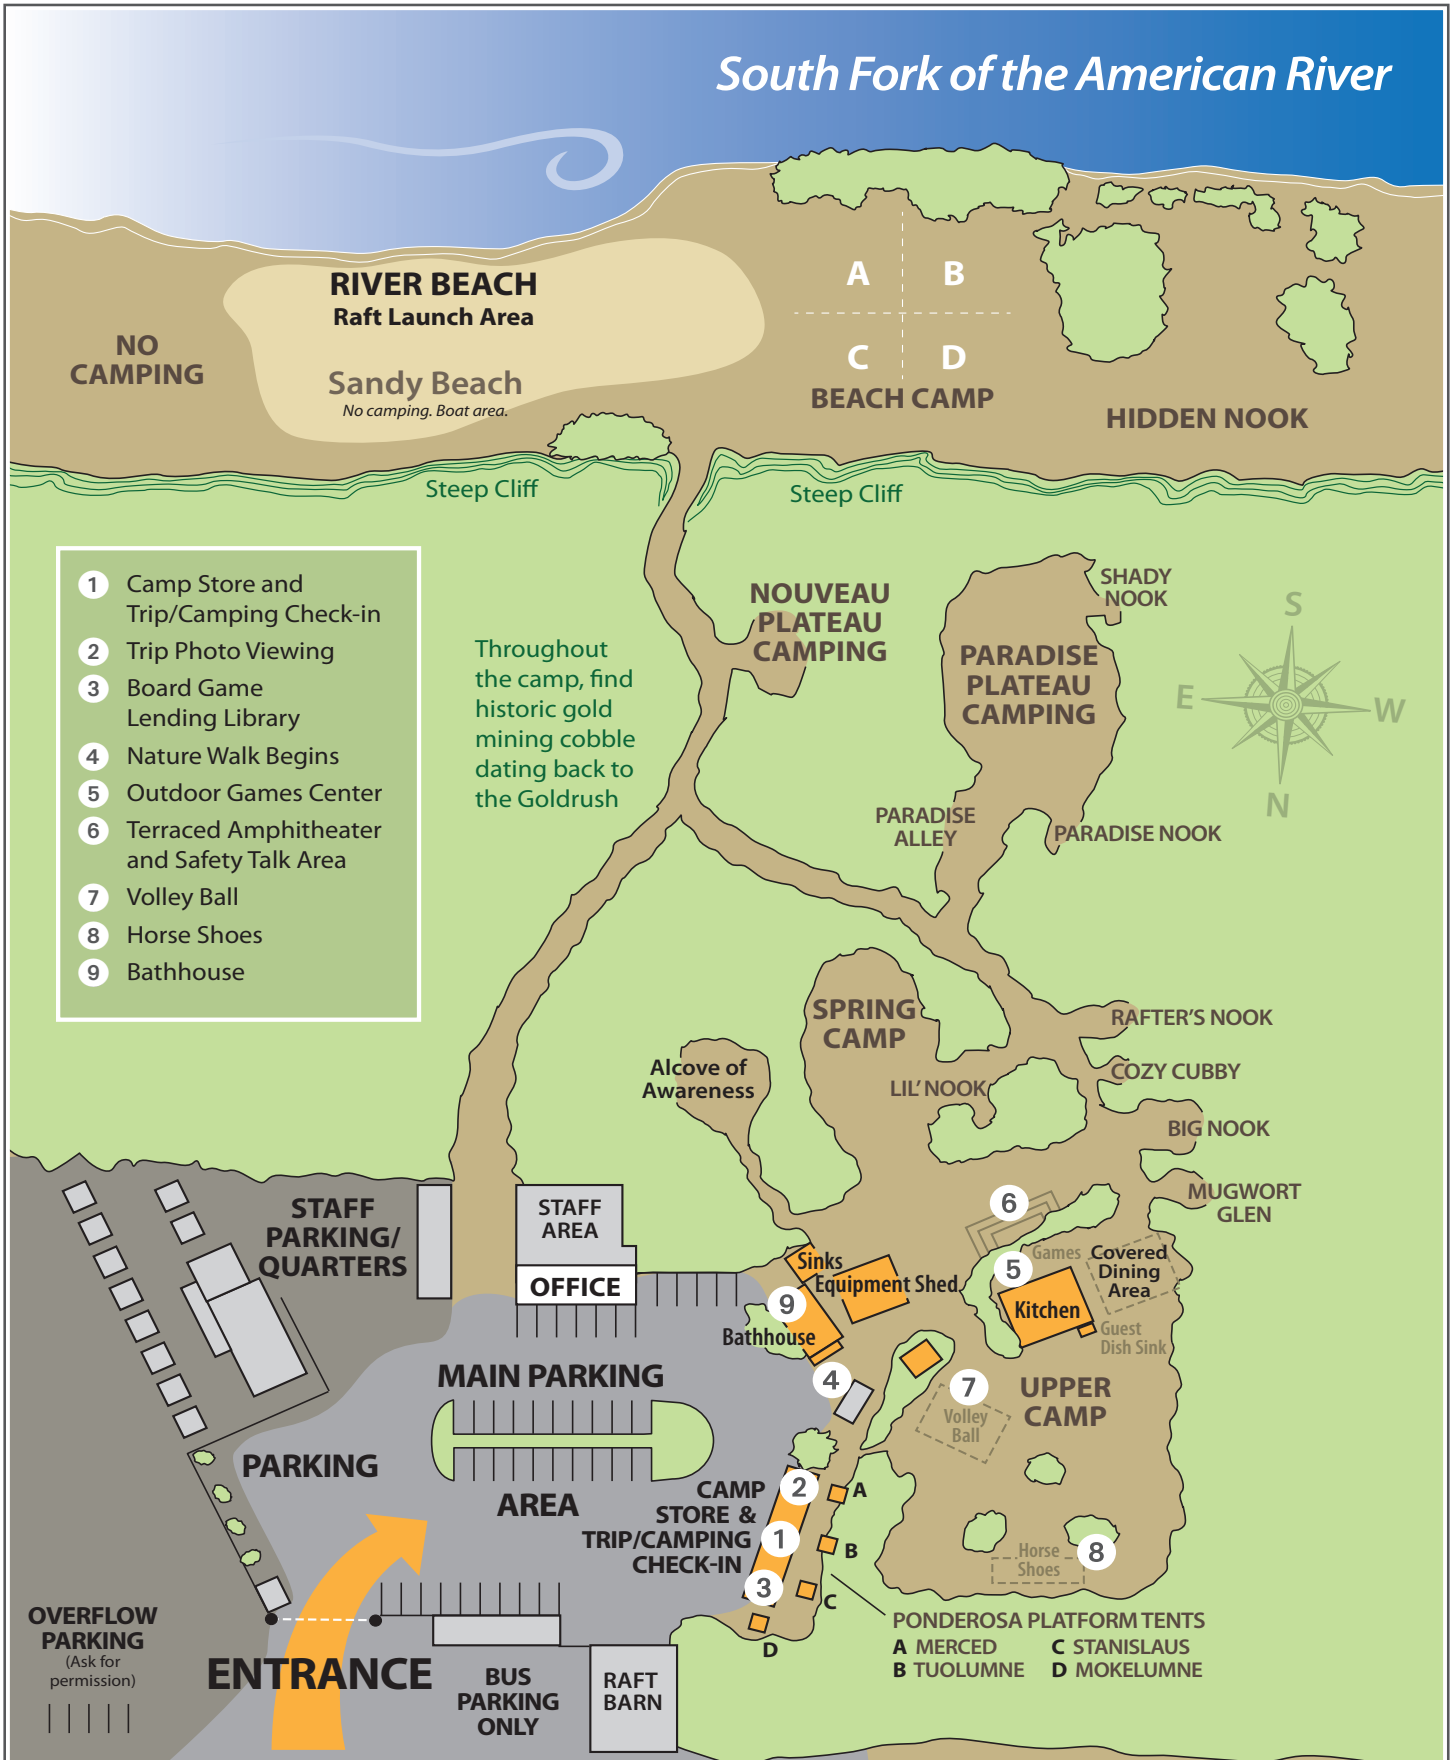 South Fork of the American River
RIVER BEACH
Raft Launch Area
Sandy Beach
No camping. Boat area.
NO
CAMPING
A
B
C
D
BEACH CAMP
HIDDEN NOOK
Steep Cliff
Steep Cliff
1 Camp Store and
Trip/Camping Check-in
2 Trip Photo Viewing
3 Board Game
Lending Library
4 Nature Walk Begins
5 Outdoor Games Center
6 Terraced Amphitheater
and Safety Talk Area
7 Volley Ball
8 Horse Shoes
9 Bathhouse
Throughout
the camp, find
historic gold
mining cobble
dating back to
the Goldrush
NOUVEAU
PLATEAU
CAMPING
SHADY
NOOK
PARADISE
PLATEAU
CAMPING
S
E
W
N
PARADISE
ALLEY
PARADISE NOOK
SPRING
CAMP
RAFTER'S NOOK
Alcove of
Awareness
LIL' NOOK
COZY CUBBY
BIG NOOK
MUGWORT
GLEN
STAFF
PARKING/
QUARTERS
STAFF
AREA
OFFICE
6
Sinks
Equipment Shed
9
Bathhouse
5
Games
Covered
Dining
Area
Kitchen
Guest
Dish Sink
4
7
Volley
Ball
UPPER
CAMP
MAIN PARKING
AREA
PARKING
CAMP
STORE &
TRIP/CAMPING
CHECK-IN
2
1
3
A
B
C
D
Horse
Shoes
8
PONDEROSA PLATFORM TENTS
A MERCED C STANISLAUS
B TUOLUMNE D MOKELUMNE
OVERFLOW
PARKING
(Ask for
permission)
ENTRANCE
BUS
PARKING
ONLY
RAFT
BARN